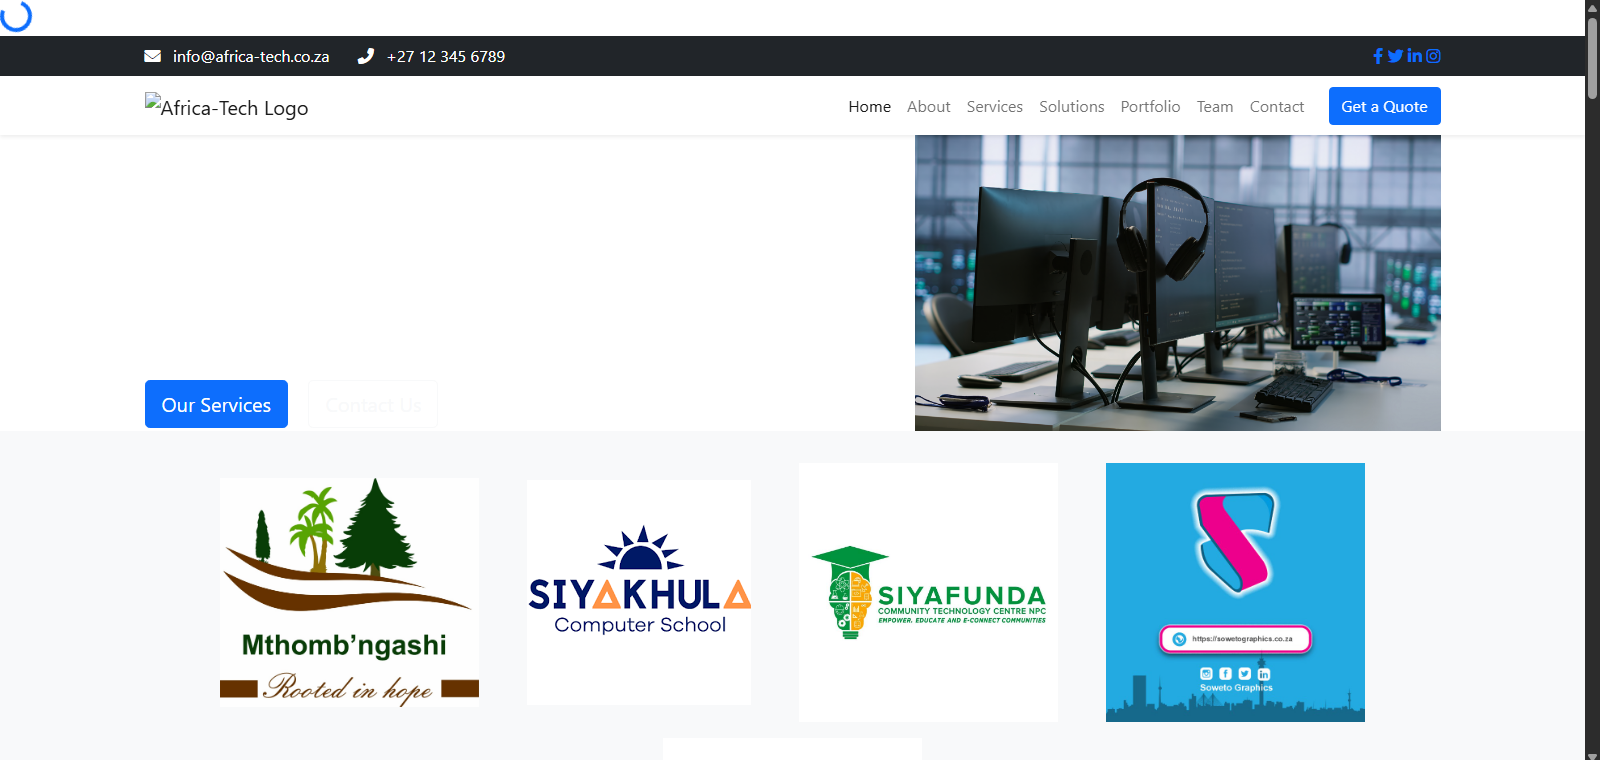 info@africa-tech.co.za +27 12 345 6789
Africa-Tech Logo Home About Services Solutions Portfolio Team Contact Get a Quote
Our Services Contact Us
Mthomb'ngashi
Rooted in hope
SIYAKHULA
Computer School
SIYAFUNDA
COMMUNITY TECHNOLOGY CENTRE NPC
EMPOWER, EDUCATE AND E-CONNECT COMMUNITIES
https://sowetographics.co.za
Soweto Graphics